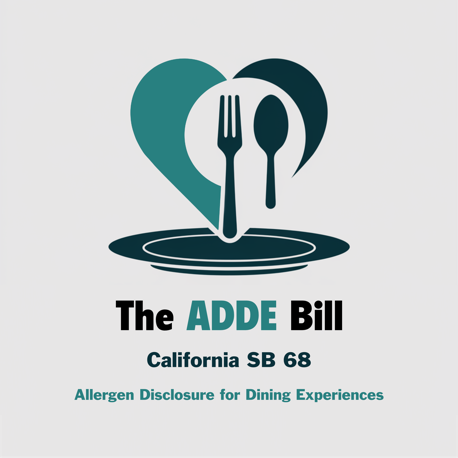 The ADDE Bill
California SB 68
Allergen Disclosure for Dining Experiences